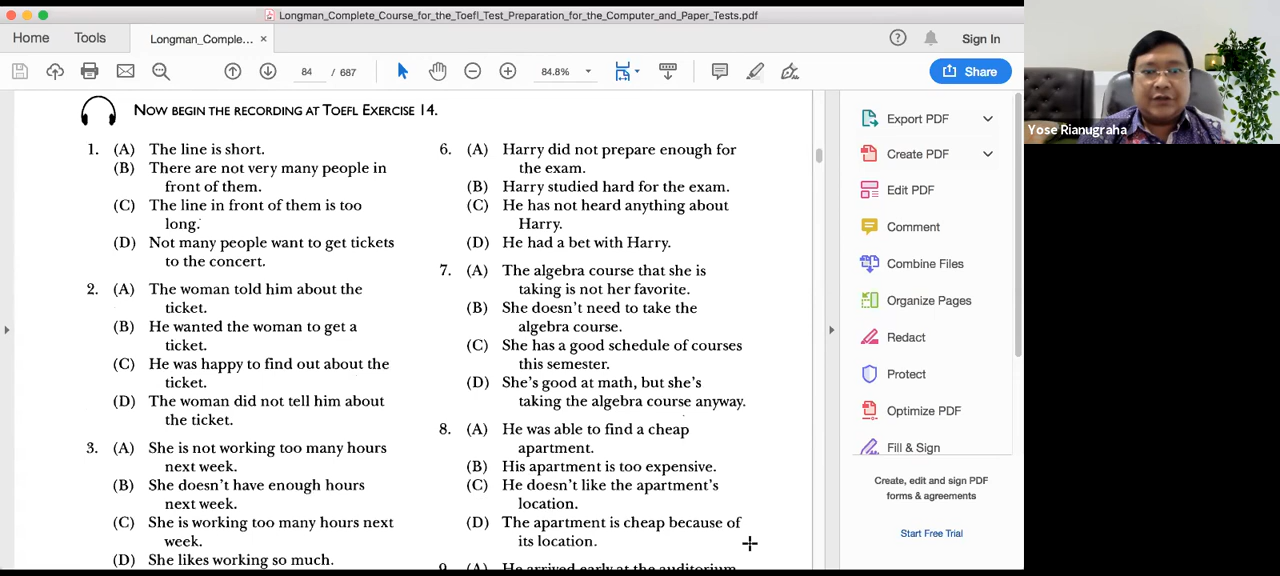 Longman_Complete_Course_for_the_Toefl_Test_Preparation_for_the_Computer_and_Paper_Tests.pdf
Home
Tools
Longman_Comple... ×
Sign In
84 / 687
84.8%
Share
NOW BEGIN THE RECORDING AT TOEFL EXERCISE 14.
1. (A) The line is short.
(B) There are not very many people in
front of them.
(C) The line in front of them is too
long.
(D) Not many people want to get tickets
to the concert.
2. (A) The woman told him about the
ticket.
(B) He wanted the woman to get a
ticket.
(C) He was happy to find out about the
ticket.
(D) The woman did not tell him about
the ticket.
3. (A) She is not working too many hours
next week.
(B) She doesn't have enough hours
next week.
(C) She is working too many hours next
week.
(D) She likes working so much.
6. (A) Harry did not prepare enough for
the exam.
(B) Harry studied hard for the exam.
(C) He has not heard anything about
Harry.
(D) He had a bet with Harry.
7. (A) The algebra course that she is
taking is not her favorite.
(B) She doesn't need to take the
algebra course.
(C) She has a good schedule of courses
this semester.
(D) She's good at math, but she's
taking the algebra course anyway.
8. (A) He was able to find a cheap
apartment.
(B) His apartment is too expensive.
(C) He doesn't like the apartment's
location.
(D) The apartment is cheap because of
its location.
9. (A) He arrived early at the auditorium
Export PDF
Create PDF
Edit PDF
Comment
Combine Files
Organize Pages
Redact
Protect
Optimize PDF
Fill & Sign
Create, edit and sign PDF
forms & agreements
Start Free Trial
Yose Rianugraha